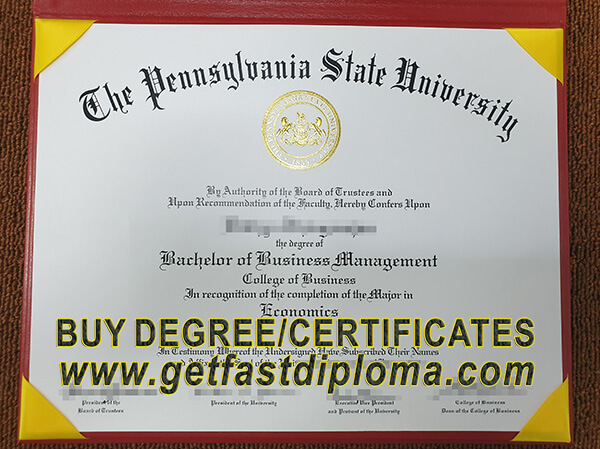 The Pennsylvania State University
By Authority of the Board of Trustees and
Upon Recommendation of the Faculty, Hereby Confers Upon
the degree of
Bachelor of Business Management
College of Business
In recognition of the completion of the Major in
Economics
BUY DEGREE/CERTIFICATES
In Testimony Whereof the Undersigned Have Subscribed Their Names
www.getfastdiploma.com
President of the
Board of Trustees
President of the University
Executive Vice President
and Provost of the University
College of Business
Dean of the College of Business